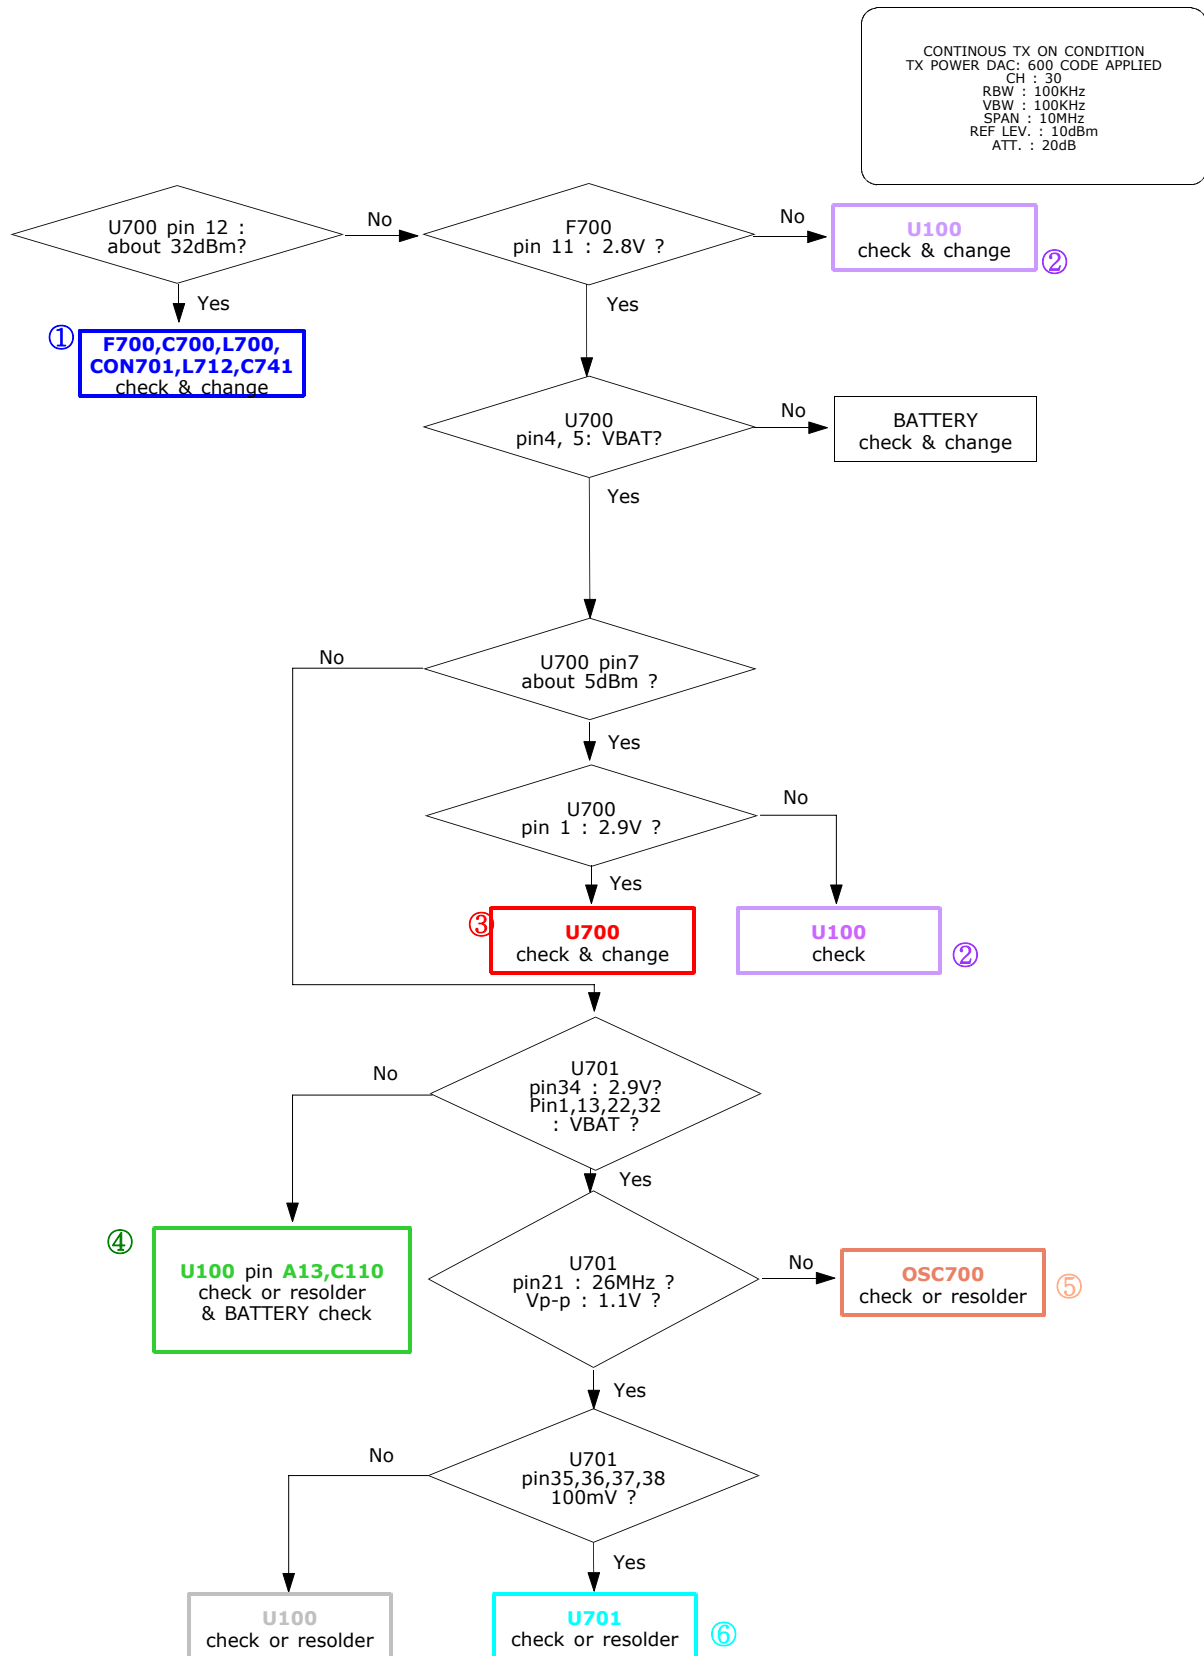 CONTINOUS TX ON CONDITION
TX POWER DAC: 600 CODE APPLIED
CH : 30
RBW : 100KHz
VBW : 100KHz
SPAN : 10MHz
REF LEV. : 10dBm
ATT. : 20dB
U700 pin 12 :
about 32dBm?
No
F700
pin 11 : 2.8V ?
No
U100
check & change
②
Yes
Yes
①
F700,C700,L700,
CON701,L712,C741
check & change
U700
pin4, 5: VBAT?
No
BATTERY
check & change
Yes
No
U700 pin7
about 5dBm ?
Yes
U700
pin 1 : 2.9V ?
No
Yes
③
U700
check & change
U100
check
②
No
U701
pin34 : 2.9V?
Pin1,13,22,32
: VBAT ?
Yes
④
U100 pin A13,C110
check or resolder
& BATTERY check
U701
pin21 : 26MHz ?
Vp-p : 1.1V ?
No
OSC700
check or resolder
⑤
Yes
No
U701
pin35,36,37,38
100mV ?
Yes
U100
check or resolder
U701
check or resolder
⑥